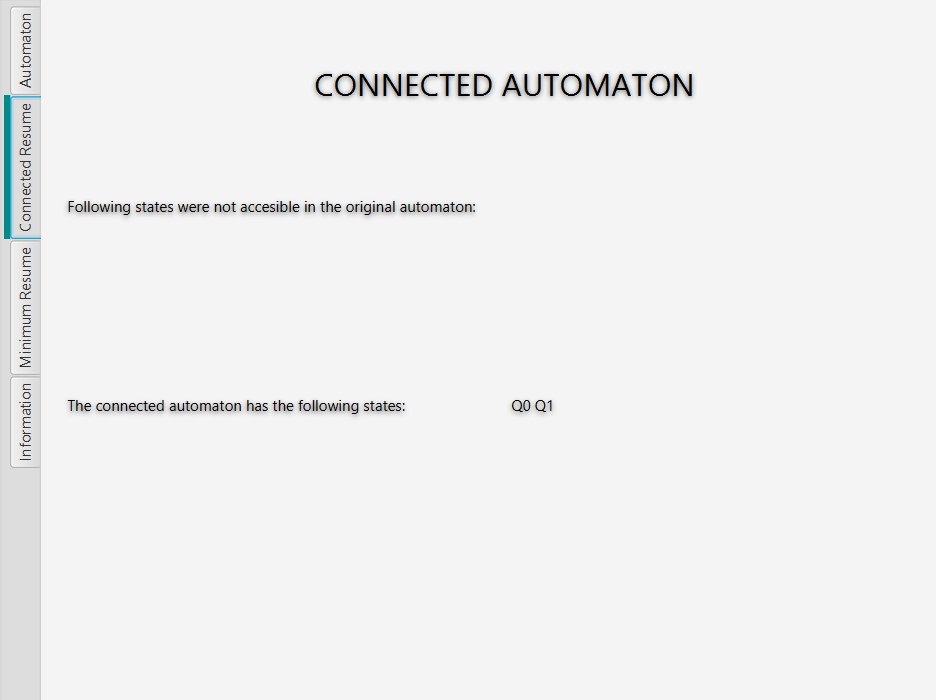 Automaton
Connected Resume
Minimum Resume
Information
CONNECTED AUTOMATON
Following states were not accesible in the original automaton:
The connected automaton has the following states: Q0 Q1